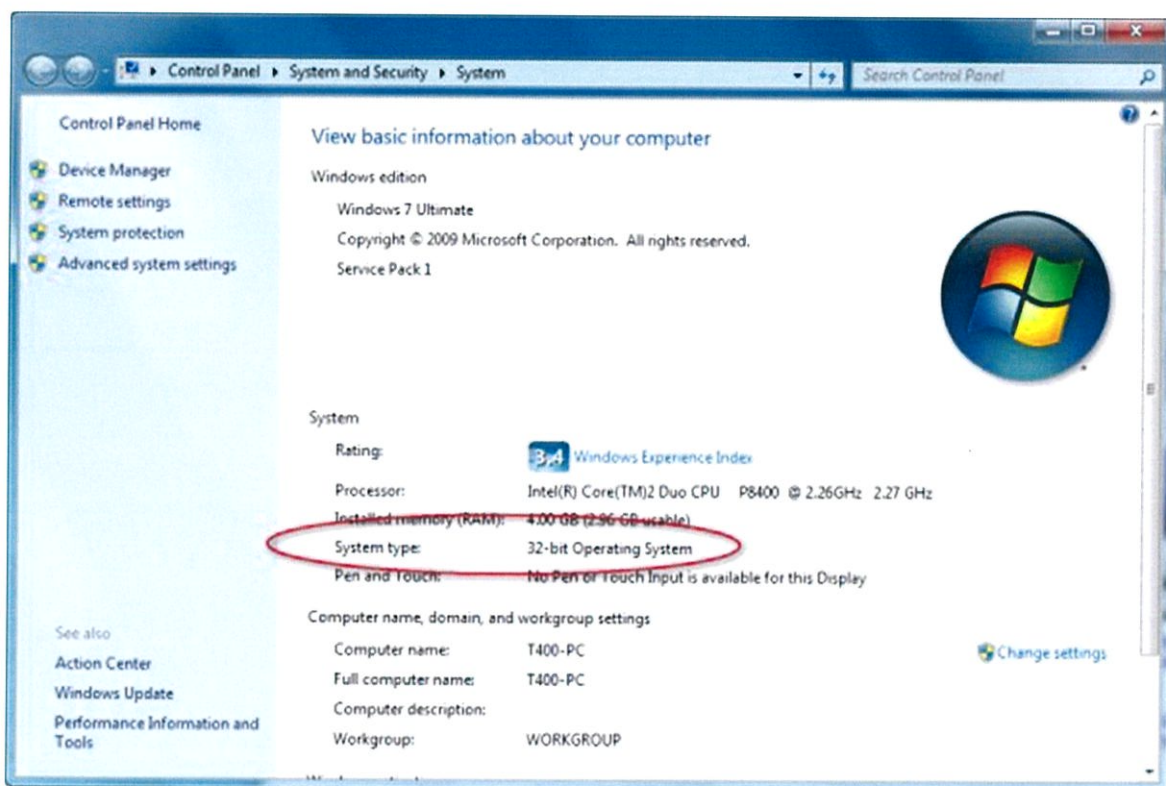 Control Panel ▸ System and Security ▸ System
Search Control Panel
Control Panel Home
Device Manager
Remote settings
System protection
Advanced system settings
See also
Action Center
Windows Update
Performance Information and
Tools
View basic information about your computer
Windows edition
Windows 7 Ultimate
Copyright © 2009 Microsoft Corporation. All rights reserved.
Service Pack 1
System
Rating: 3,4 Windows Experience Index
Processor: Intel(R) Core(TM)2 Duo CPU P8400 @ 2.26GHz 2.27 GHz
Installed memory (RAM): 4.00 GB (2.96 GB usable)
System type: 32-bit Operating System
Pen and Touch: No Pen or Touch Input is available for this Display
Computer name, domain, and workgroup settings
Computer name: T400-PC
Change settings
Full computer name: T400-PC
Computer description:
Workgroup: WORKGROUP